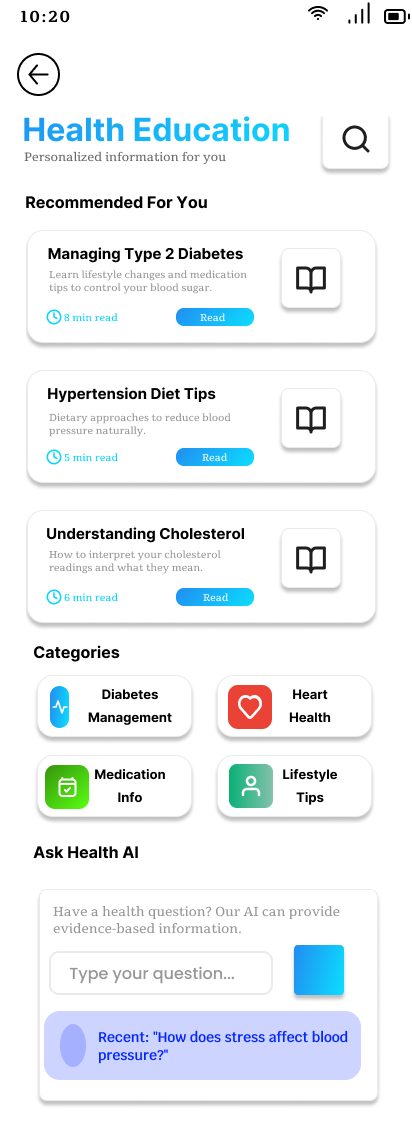 10:20
Health Education
Personalized information for you
Recommended For You
Managing Type 2 Diabetes
Learn lifestyle changes and medication
tips to control your blood sugar.
8 min read
Read
Hypertension Diet Tips
Dietary approaches to reduce blood
pressure naturally.
5 min read
Read
Understanding Cholesterol
How to interpret your cholesterol
readings and what they mean.
6 min read
Read
Categories
Diabetes
Management
Heart
Health
Medication
Info
Lifestyle
Tips
Ask Health AI
Have a health question? Our AI can provide
evidence-based information.
Type your question...
Recent: "How does stress affect blood
pressure?"